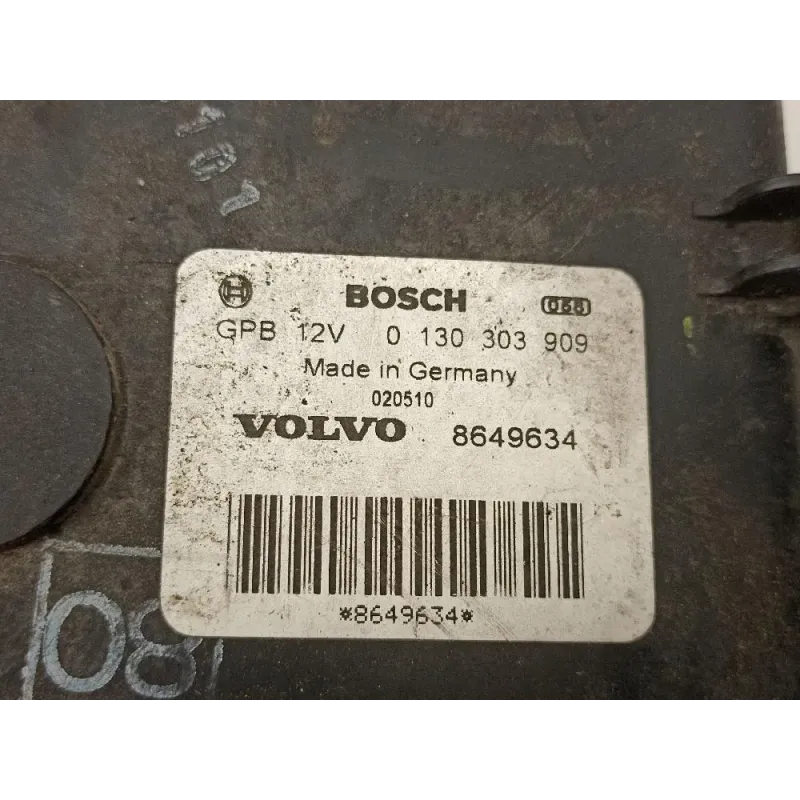 101
BOSCH 068
GPB 12V 0 130 303 909
Made in Germany
020510
VOLVO 8649634
*8649634*
08